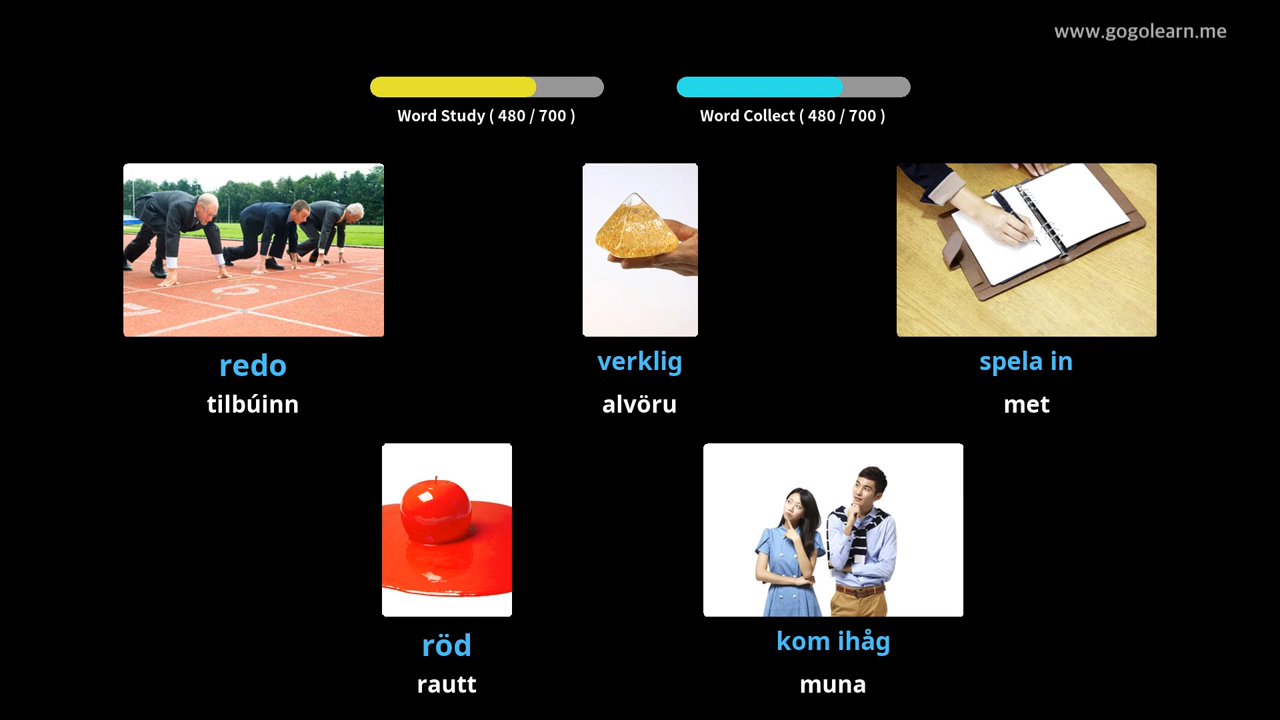 www.gogolearn.me
Word Study ( 480 / 700 )
Word Collect ( 480 / 700 )
redo
tilbúinn
verklig
alvöru
spela in
met
röd
rautt
kom ihåg
muna